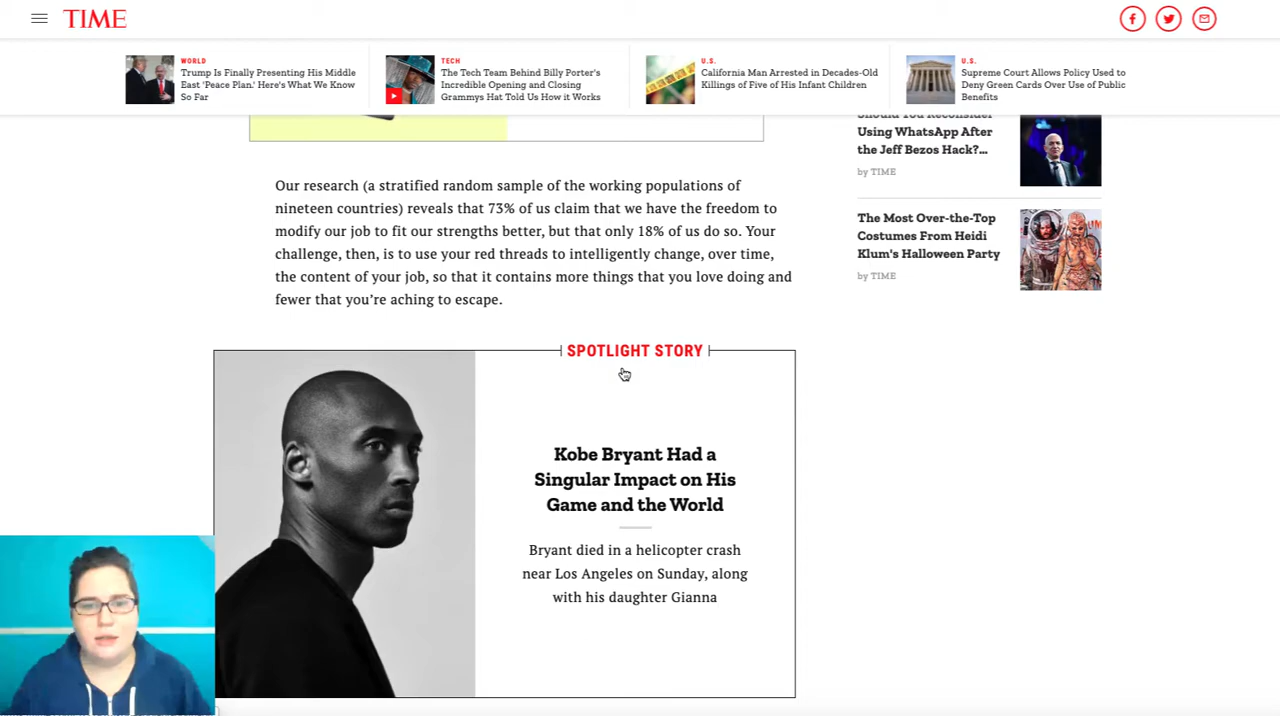 TIME
WORLD
Trump Is Finally Presenting His Middle
East 'Peace Plan.' Here's What We Know
So Far
TECH
The Tech Team Behind Billy Porter's
Incredible Opening and Closing
Grammys Hat Told Us How it Works
U.S.
California Man Arrested in Decades-Old
Killings of Five of His Infant Children
U.S.
Supreme Court Allows Policy Used to
Deny Green Cards Over Use of Public
Benefits
Should You Reconsider
Using WhatsApp After
the Jeff Bezos Hack?...
by TIME
The Most Over-the-Top
Costumes From Heidi
Klum's Halloween Party
by TIME
Our research (a stratified random sample of the working populations of
nineteen countries) reveals that 73% of us claim that we have the freedom to
modify our job to fit our strengths better, but that only 18% of us do so. Your
challenge, then, is to use your red threads to intelligently change, over time,
the content of your job, so that it contains more things that you love doing and
fewer that you’re aching to escape.
SPOTLIGHT STORY
Kobe Bryant Had a
Singular Impact on His
Game and the World
Bryant died in a helicopter crash
near Los Angeles on Sunday, along
with his daughter Gianna